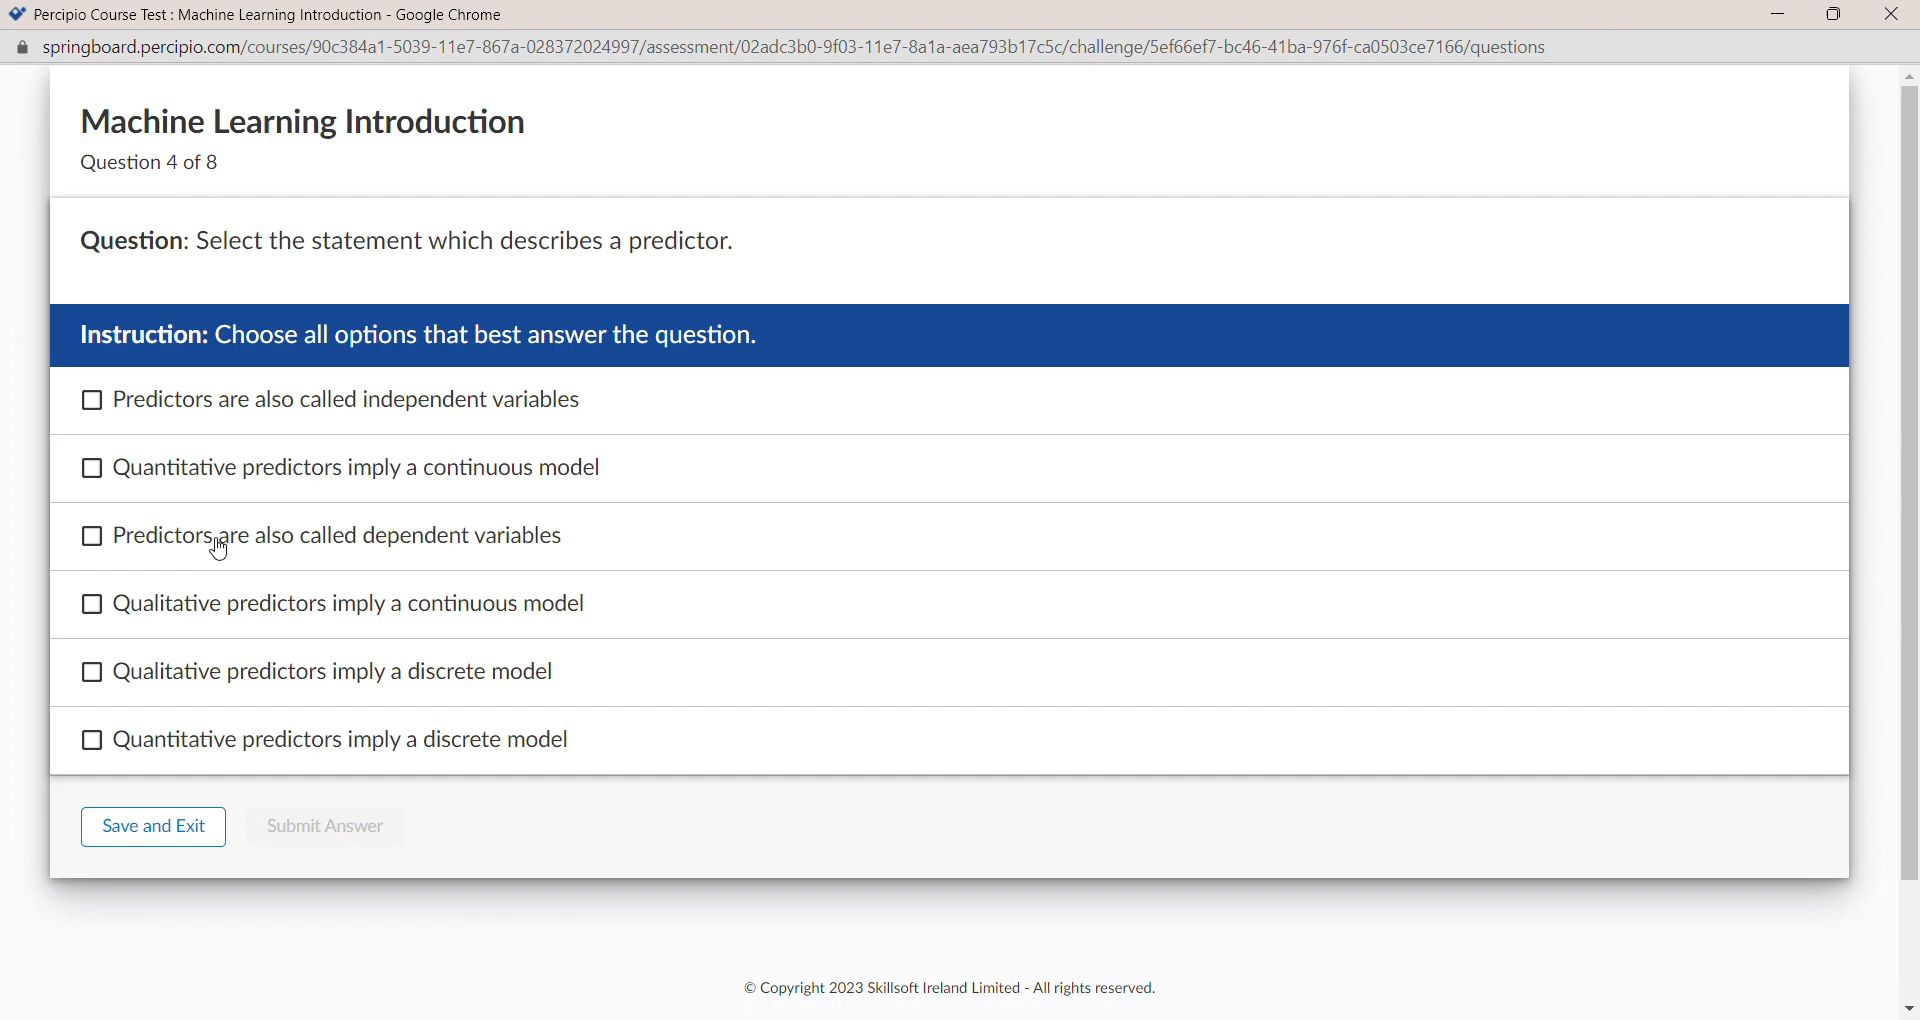 Percipio Course Test : Machine Learning Introduction - Google Chrome
springboard.percipio.com/courses/90c384a1-5039-11e7-867a-028372024997/assessment/02adc3b0-9f03-11e7-8a1a-aea793b17c5c/challenge/5ef66ef7-bc46-41ba-976f-ca0503ce7166/questions
Machine Learning Introduction
Question 4 of 8
Question: Select the statement which describes a predictor.
Instruction: Choose all options that best answer the question.
Predictors are also called independent variables
Quantitative predictors imply a continuous model
Predictors are also called dependent variables
Qualitative predictors imply a continuous model
Qualitative predictors imply a discrete model
Quantitative predictors imply a discrete model
Save and Exit Submit Answer
© Copyright 2023 Skillsoft Ireland Limited - All rights reserved.